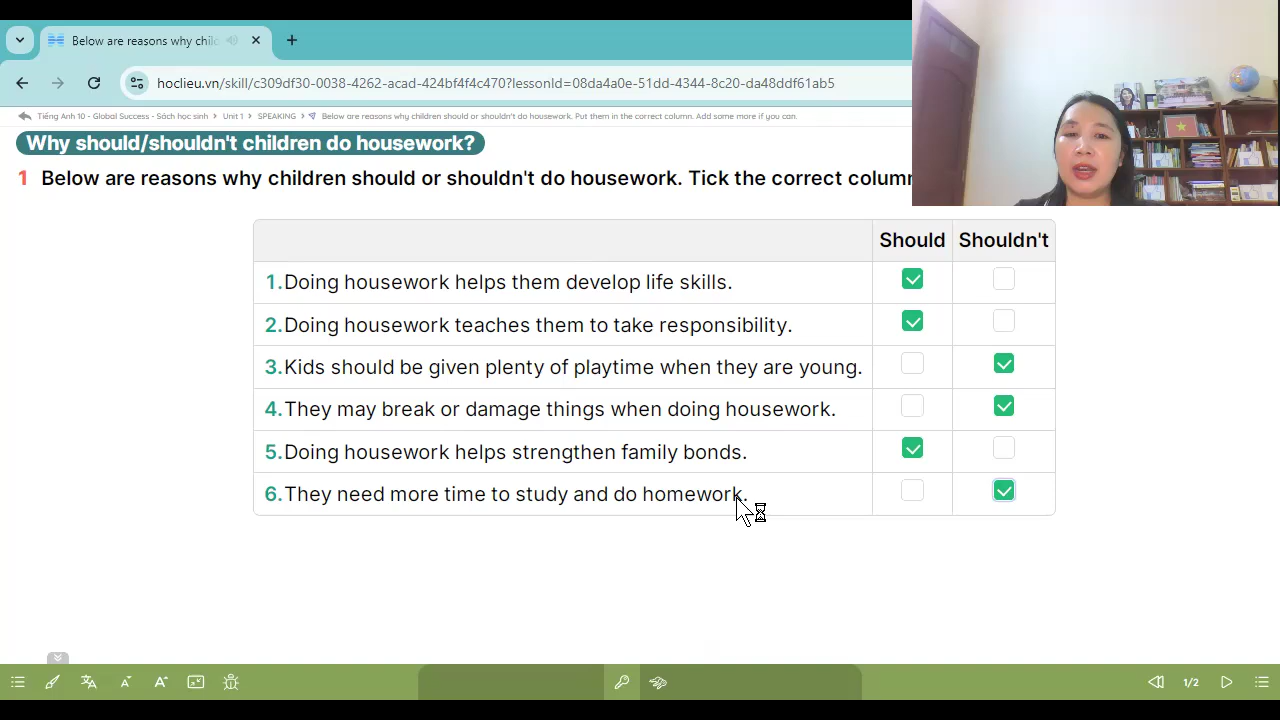 Below are reasons why chil
hoclieu.vn/skill/c309df30-0038-4262-acad-424bf4f4c470?lessonId=08da4a0e-51dd-4344-8c20-da48ddf61ab5
Tiếng Anh 10 - Global Success - Sách học sinh › Unit 1 › SPEAKING › Below are reasons why children should or shouldn't do housework. Put them in the correct column. Add some more if you can.
Why should/shouldn't children do housework?
1 Below are reasons why children should or shouldn't do housework. Tick the correct column
Should Shouldn't
1. Doing housework helps them develop life skills.
2. Doing housework teaches them to take responsibility.
3. Kids should be given plenty of playtime when they are young.
4. They may break or damage things when doing housework.
5. Doing housework helps strengthen family bonds.
6. They need more time to study and do homework.
1/2